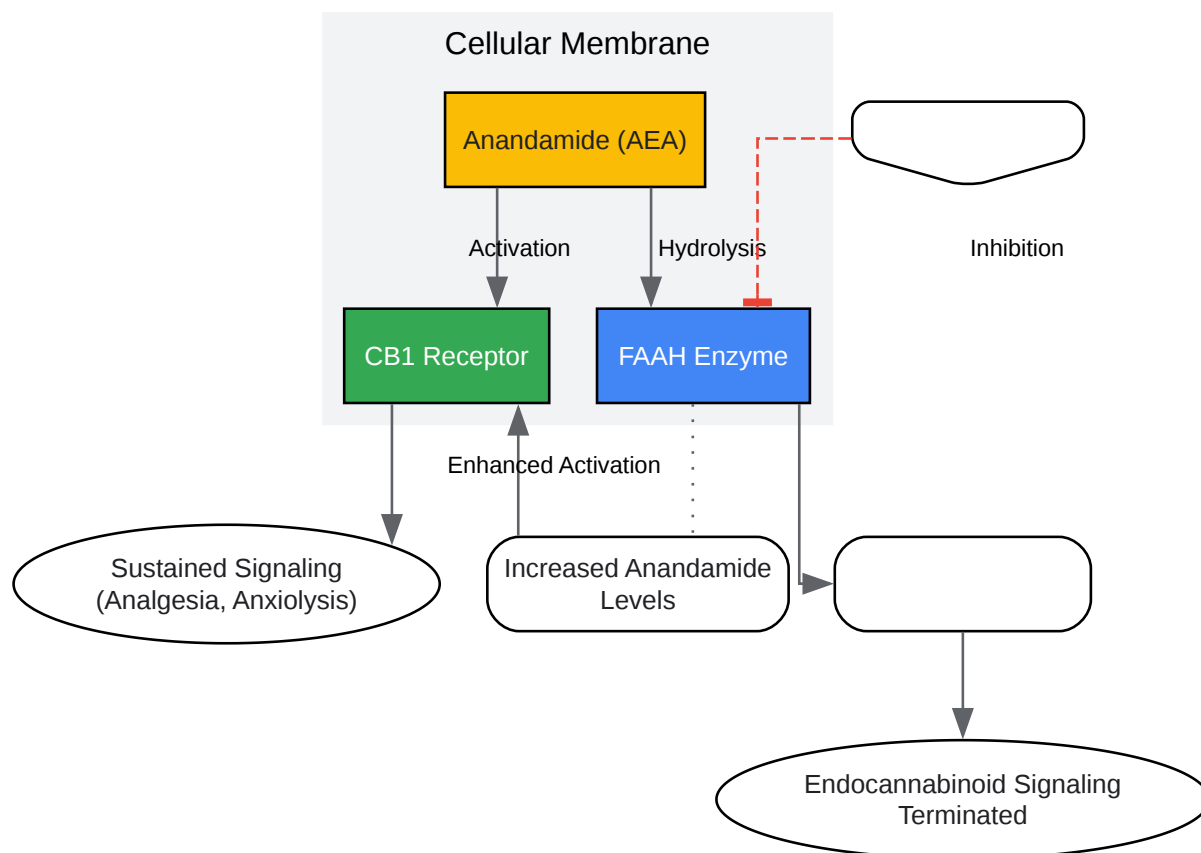 Cellular Membrane
Anandamide (AEA)
Activation
Hydrolysis
Inhibition
CB1 Receptor
FAAH Enzyme
Enhanced Activation
Sustained Signaling
(Analgesia, Anxiolysis)
Increased Anandamide
Levels
Endocannabinoid Signaling
Terminated